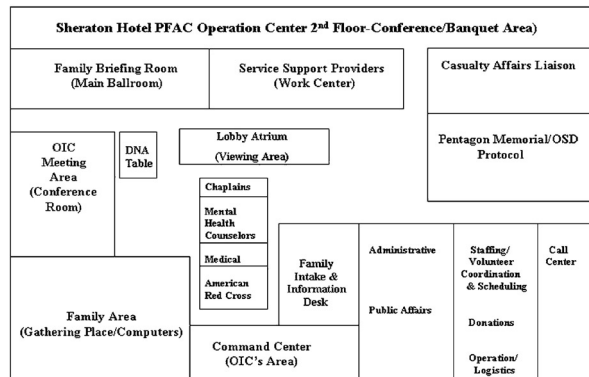 Sheraton Hotel PFAC Operation Center 2nd Floor-Conference/Banquet Area)
Family Briefing Room
(Main Ballroom)
Service Support Providers
(Work Center)
Casualty Affairs Liaison
OIC
Meeting
Area
(Conference
Room)
DNA
Table
Lobby Atrium
(Viewing Area)
Pentagon Memorial/OSD
Protocol
Chaplains
Mental
Health
Counselors
Medical
American
Red Cross
Family
Intake &
Information
Desk
Administrative
Public Affairs
Staffing/
Volunteer
Coordination
& Scheduling
Donations
Operation/
Logistics
Call
Center
Family Area
(Gathering Place/Computers)
Command Center
(OIC's Area)